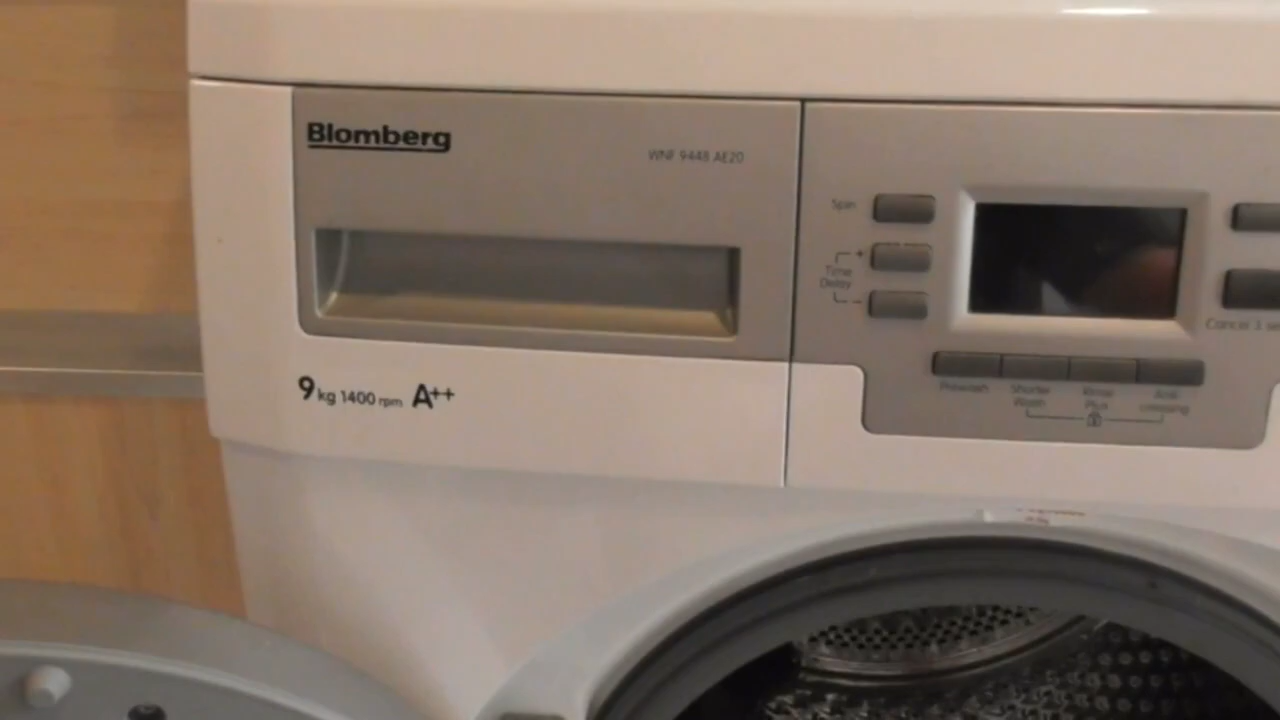 Blomberg
WNF 9448 AE20
9 kg 1400 rpm A++
Spin
+
Time
Delay
-
Prewash
Shorter
Wash
Rinse
Plus
Anti-
creasing